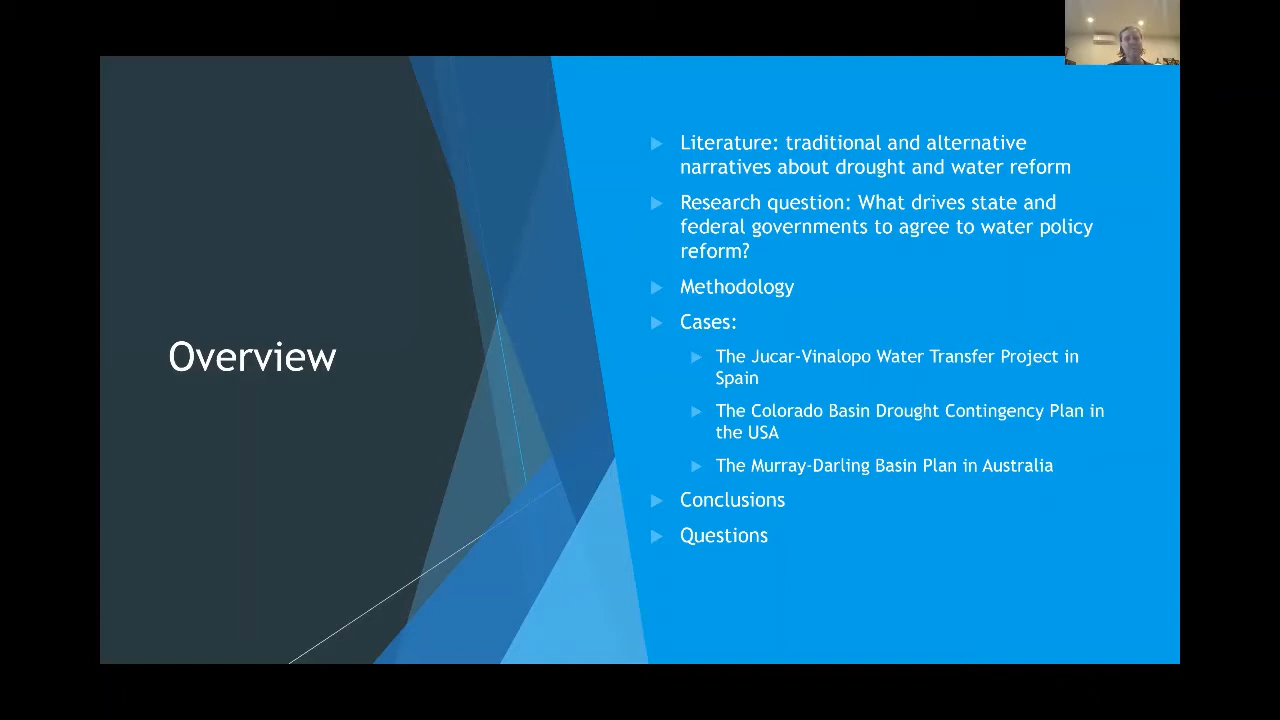 Overview
Literature: traditional and alternative
narratives about drought and water reform
Research question: What drives state and
federal governments to agree to water policy
reform?
Methodology
Cases:
The Jucar-Vinalopo Water Transfer Project in
Spain
The Colorado Basin Drought Contingency Plan in
the USA
The Murray-Darling Basin Plan in Australia
Conclusions
Questions